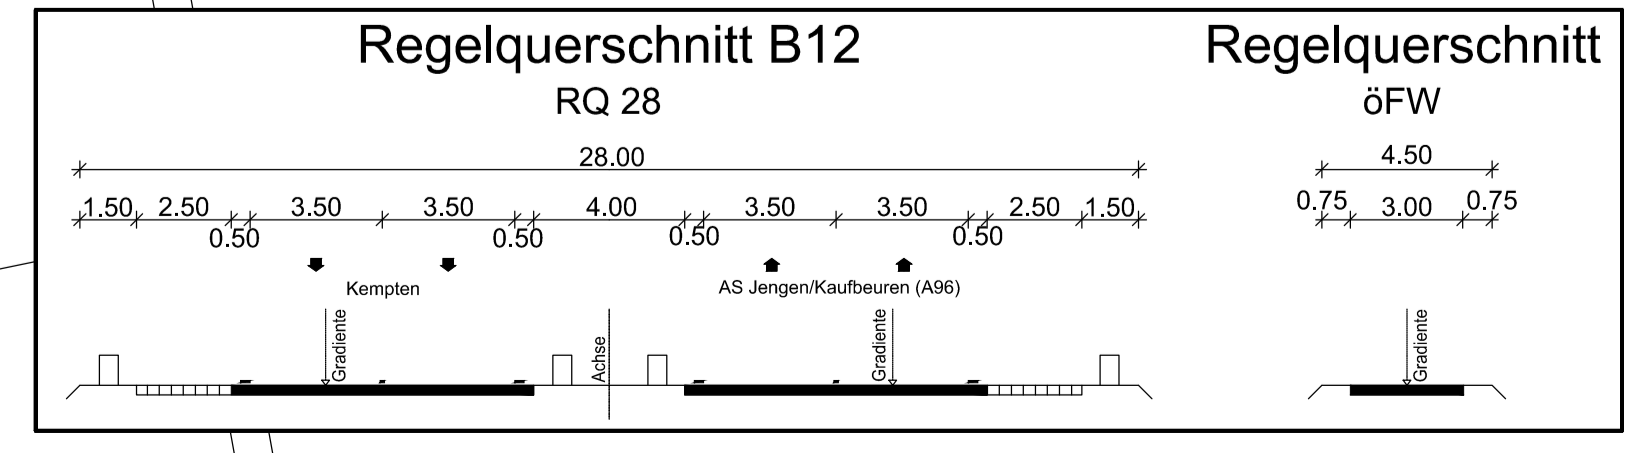 Regelquerschnitt B12
RQ 28
28.00
1.50 2.50 3.50 3.50 4.00 3.50 3.50 2.50 1.50
0.50 0.50 0.50 0.50
Kempten
AS Jengen/Kaufbeuren (A96)
Gradiente
Achse
Gradiente
Regelquerschnitt
öFW
4.50
0.75 3.00 0.75
Gradiente